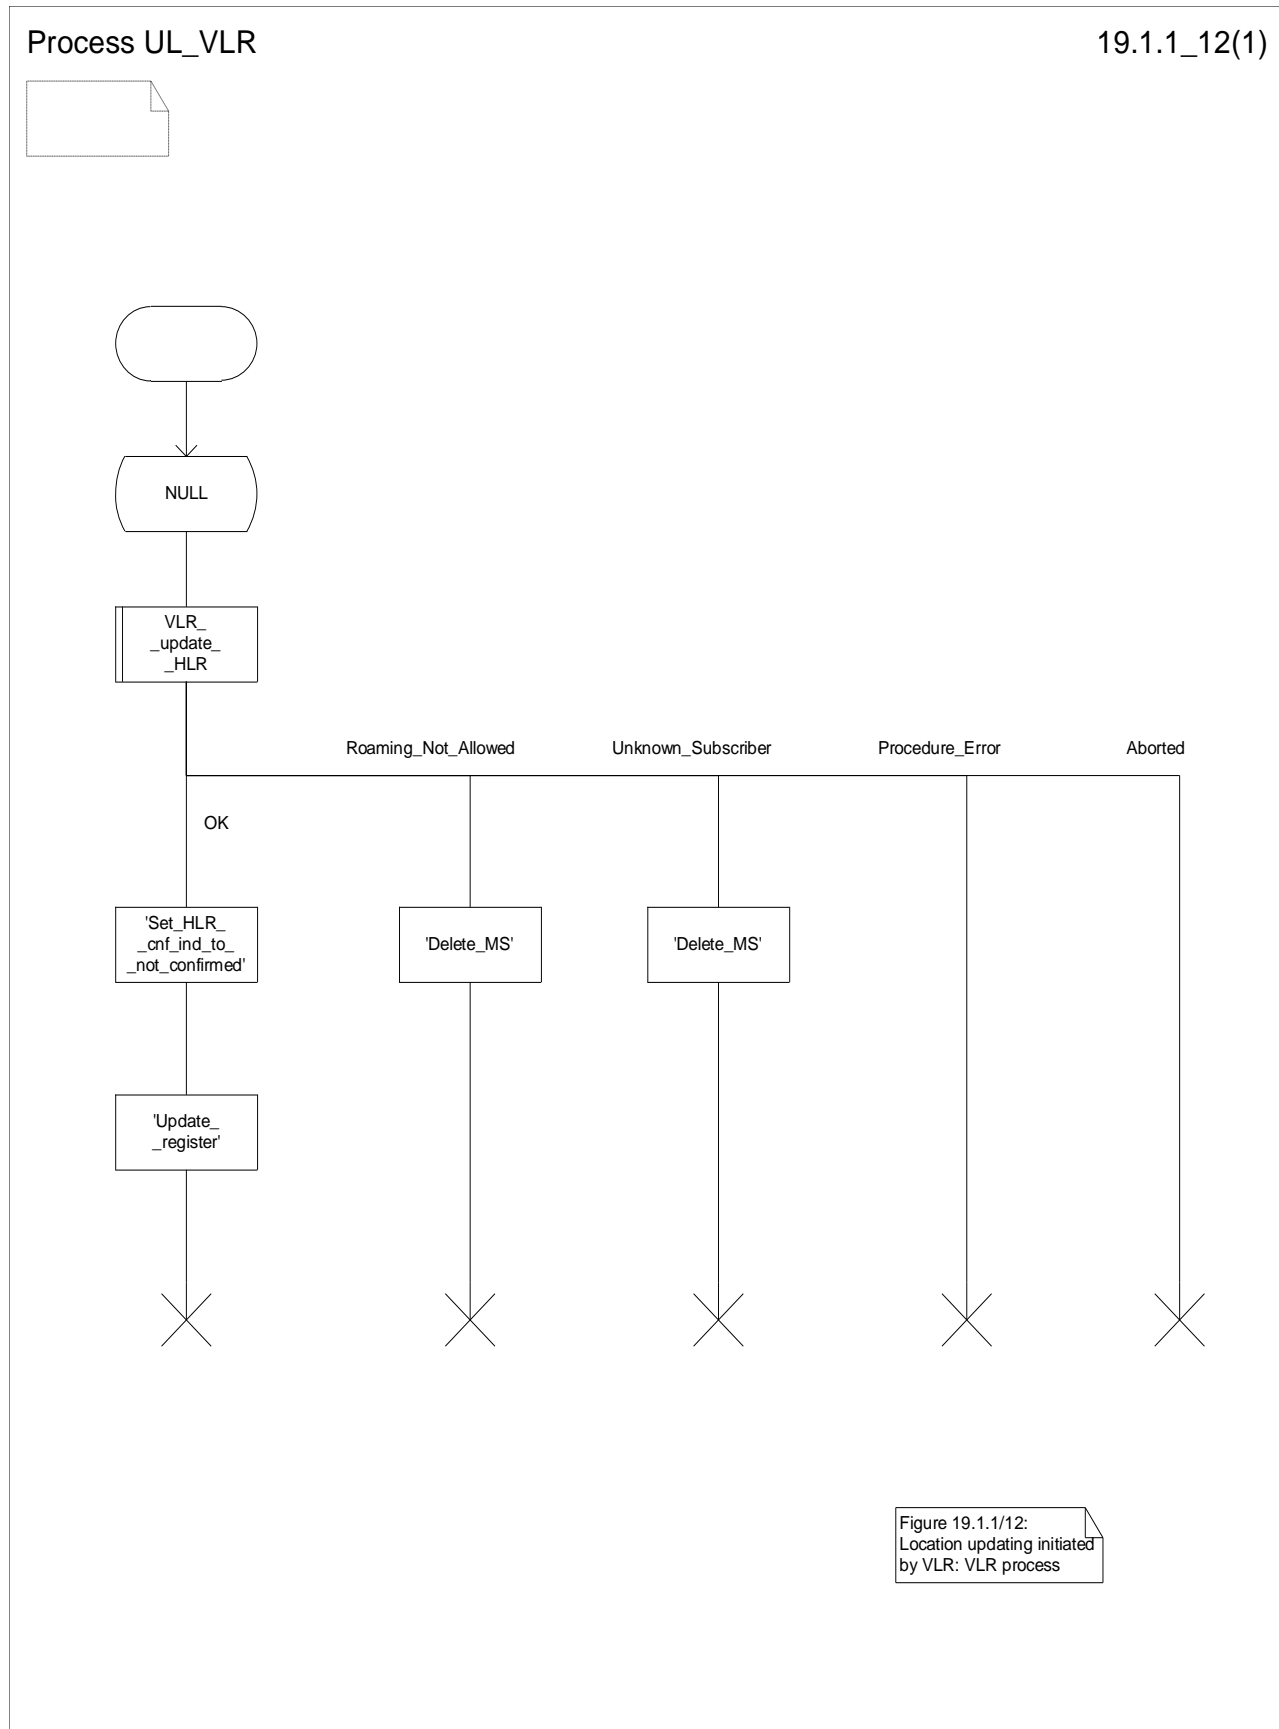 Process UL_VLR
19.1.1_12(1)
NULL
VLR_
_update_
_HLR
Roaming_Not_Allowed
Unknown_Subscriber
Procedure_Error
Aborted
OK
'Set_HLR_
_cnf_ind_to_
_not_confirmed'
'Delete_MS'
'Delete_MS'
'Update_
_register'
Figure 19.1.1/12:
Location updating initiated
by VLR: VLR process